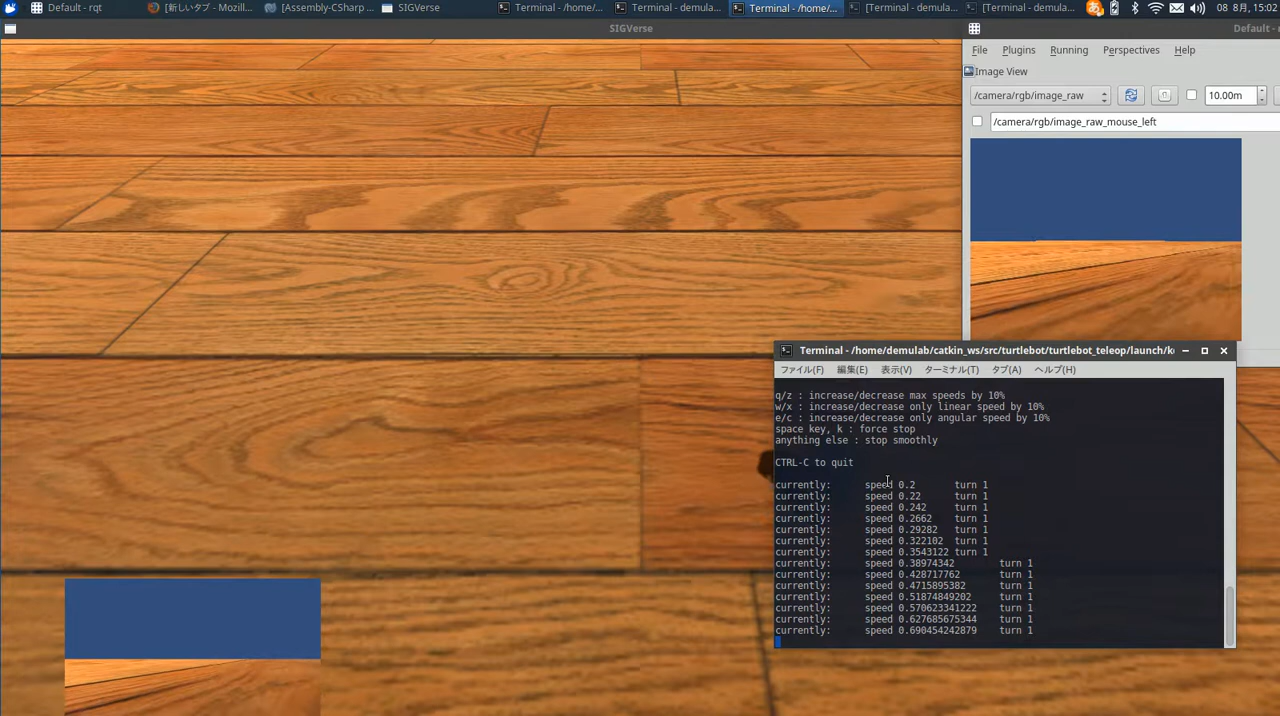 Default - rqt
[新しいタブ - Mozill...
[Assembly-CSharp ...
SIGVerse
Terminal - /home/...
Terminal - demula...
Terminal - /home/...
[Terminal - demula...
[Terminal - demula...
08 8月, 15:02
SIGVerse
Default - r
File Plugins Running Perspectives Help
Image View
/camera/rgb/image_raw
10.00m
/camera/rgb/image_raw_mouse_left
Terminal - /home/demulab/catkin_ws/src/turtlebot/turtlebot_teleop/launch/k
ファイル(F) 編集(E) 表示(V) ターミナル(T) タブ(A) ヘルプ(H)
q/z : increase/decrease max speeds by 10%
w/x : increase/decrease only linear speed by 10%
e/c : increase/decrease only angular speed by 10%
space key, k : force stop
anything else : stop smoothly
CTRL-C to quit
currently: speed 0.2 turn 1
currently: speed 0.22 turn 1
currently: speed 0.242 turn 1
currently: speed 0.2662 turn 1
currently: speed 0.29282 turn 1
currently: speed 0.322102 turn 1
currently: speed 0.3543122 turn 1
currently: speed 0.38974342 turn 1
currently: speed 0.428717762 turn 1
currently: speed 0.4715895382 turn 1
currently: speed 0.51874849202 turn 1
currently: speed 0.570623341222 turn 1
currently: speed 0.627685675344 turn 1
currently: speed 0.690454242879 turn 1